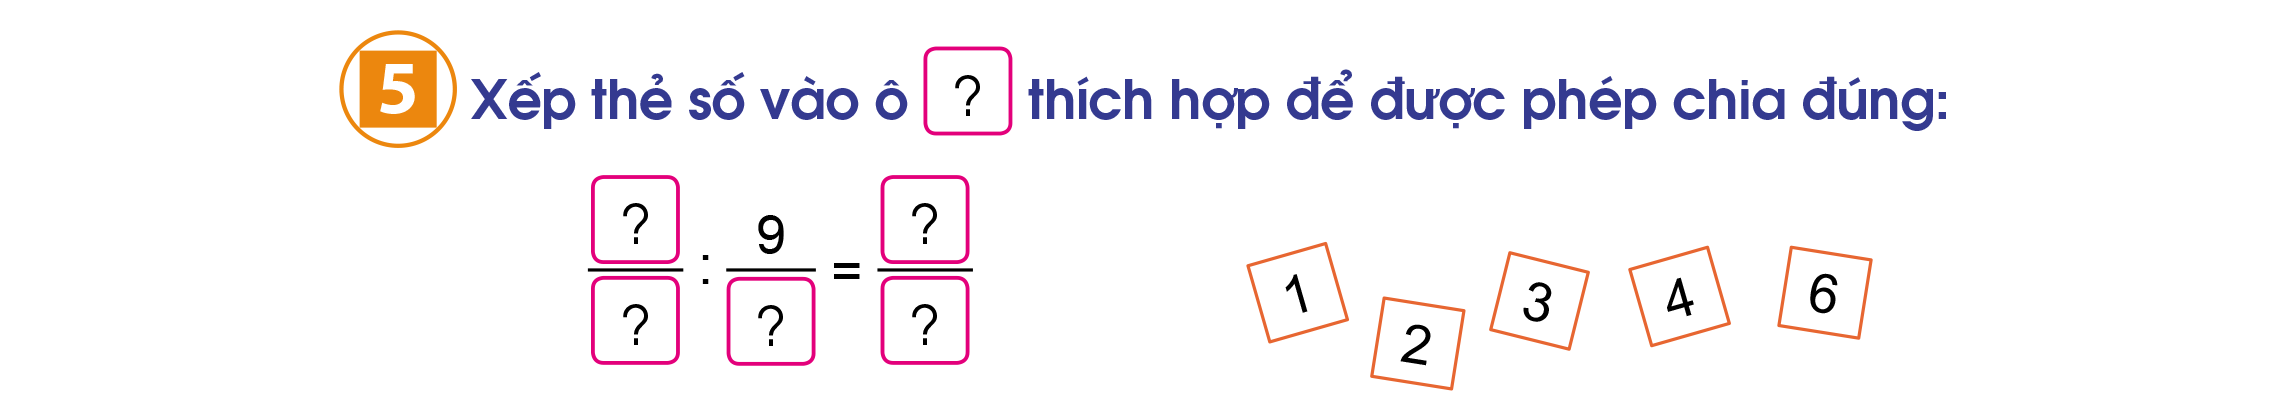 5 Xếp thẻ số vào ô ? thích hợp để được phép chia đúng:
? : 9 = ?
? ? ?
1 2 3 4 6